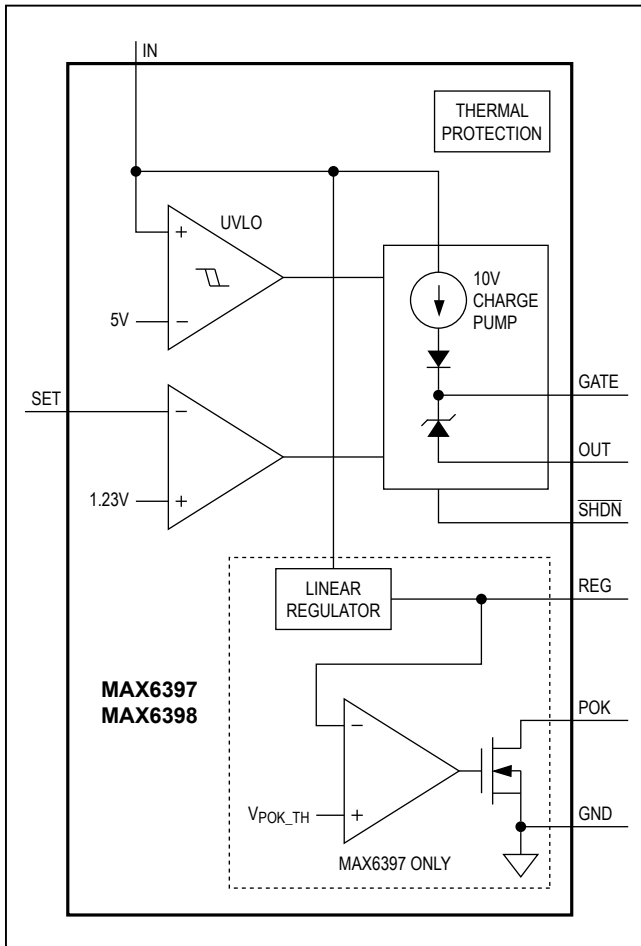 IN
THERMAL
PROTECTION
UVLO
+
5V
−
10V
CHARGE
PUMP
GATE
SET
−
OUT
1.23V
+
SHDN
LINEAR
REGULATOR
REG
MAX6397
MAX6398
−
POK
VPOK_TH
+
GND
MAX6397 ONLY